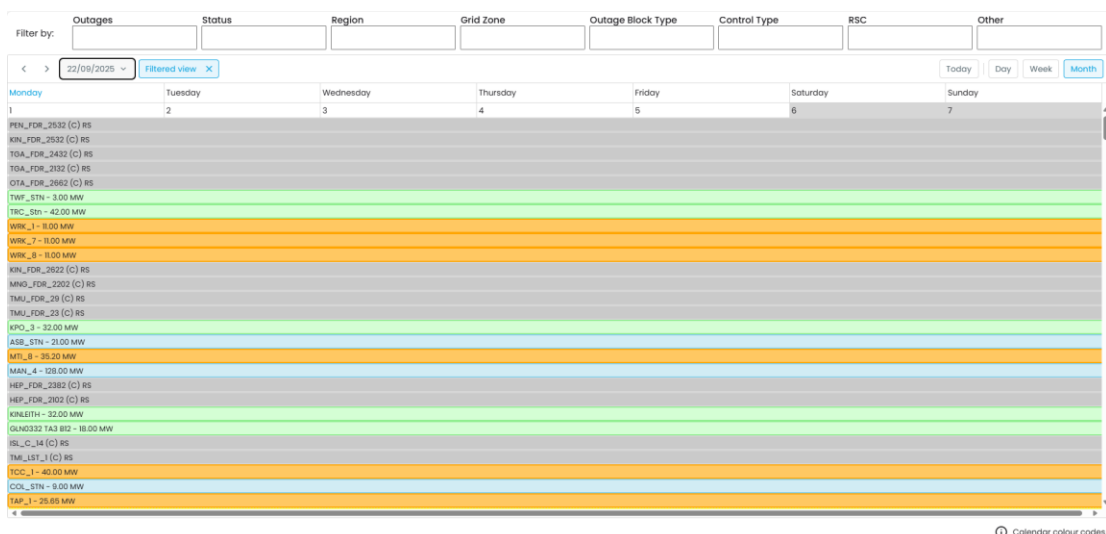 Outages Status Region Grid Zone Outage Block Type Control Type RSC Other
Filter by:
22/09/2025 Filtered view × Today Day Week Month
Monday Tuesday Wednesday Thursday Friday Saturday Sunday
1 2 3 4 5 6 7
PEN_FDR_2532 (C) RS
KIN_FDR_2532 (C) RS
TGA_FDR_2432 (C) RS
TGA_FDR_2132 (C) RS
OTA_FDR_2662 (C) RS
TWF_STN - 3.00 MW
TRC_Stn - 42.00 MW
WRK_1 - 11.00 MW
WRK_7 - 11.00 MW
WRK_8 - 11.00 MW
KIN_FDR_2622 (C) RS
MNG_FDR_2202 (C) RS
TMU_FDR_29 (C) RS
TMU_FDR_23 (C) RS
KPO_3 - 32.00 MW
ASB_STN - 21.00 MW
MTI_B - 35.20 MW
MAN_4 - 128.00 MW
HEP_FDR_2382 (C) RS
HEP_FDR_2102 (C) RS
KINLEITH - 32.00 MW
GLN0332 TA3 B12 - 18.00 MW
ISL_C_14 (C) RS
TMI_LST_1 (C) RS
TCC_1 - 40.00 MW
COL_STN - 9.00 MW
TAP_1 - 25.65 MW
Calendar colour codes